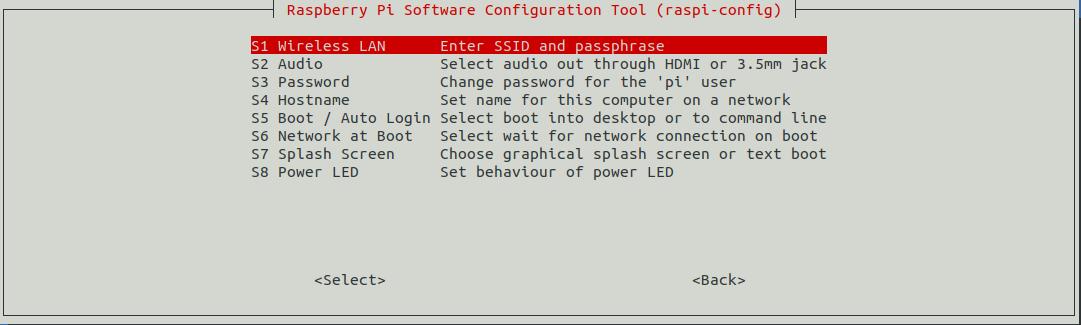 Raspberry Pi Software Configuration Tool (raspi-config)
S1 Wireless LAN Enter SSID and passphrase
S2 Audio Select audio out through HDMI or 3.5mm jack
S3 Password Change password for the 'pi' user
S4 Hostname Set name for this computer on a network
S5 Boot / Auto Login Select boot into desktop or to command line
S6 Network at Boot Select wait for network connection on boot
S7 Splash Screen Choose graphical splash screen or text boot
S8 Power LED Set behaviour of power LED
<Select> <Back>